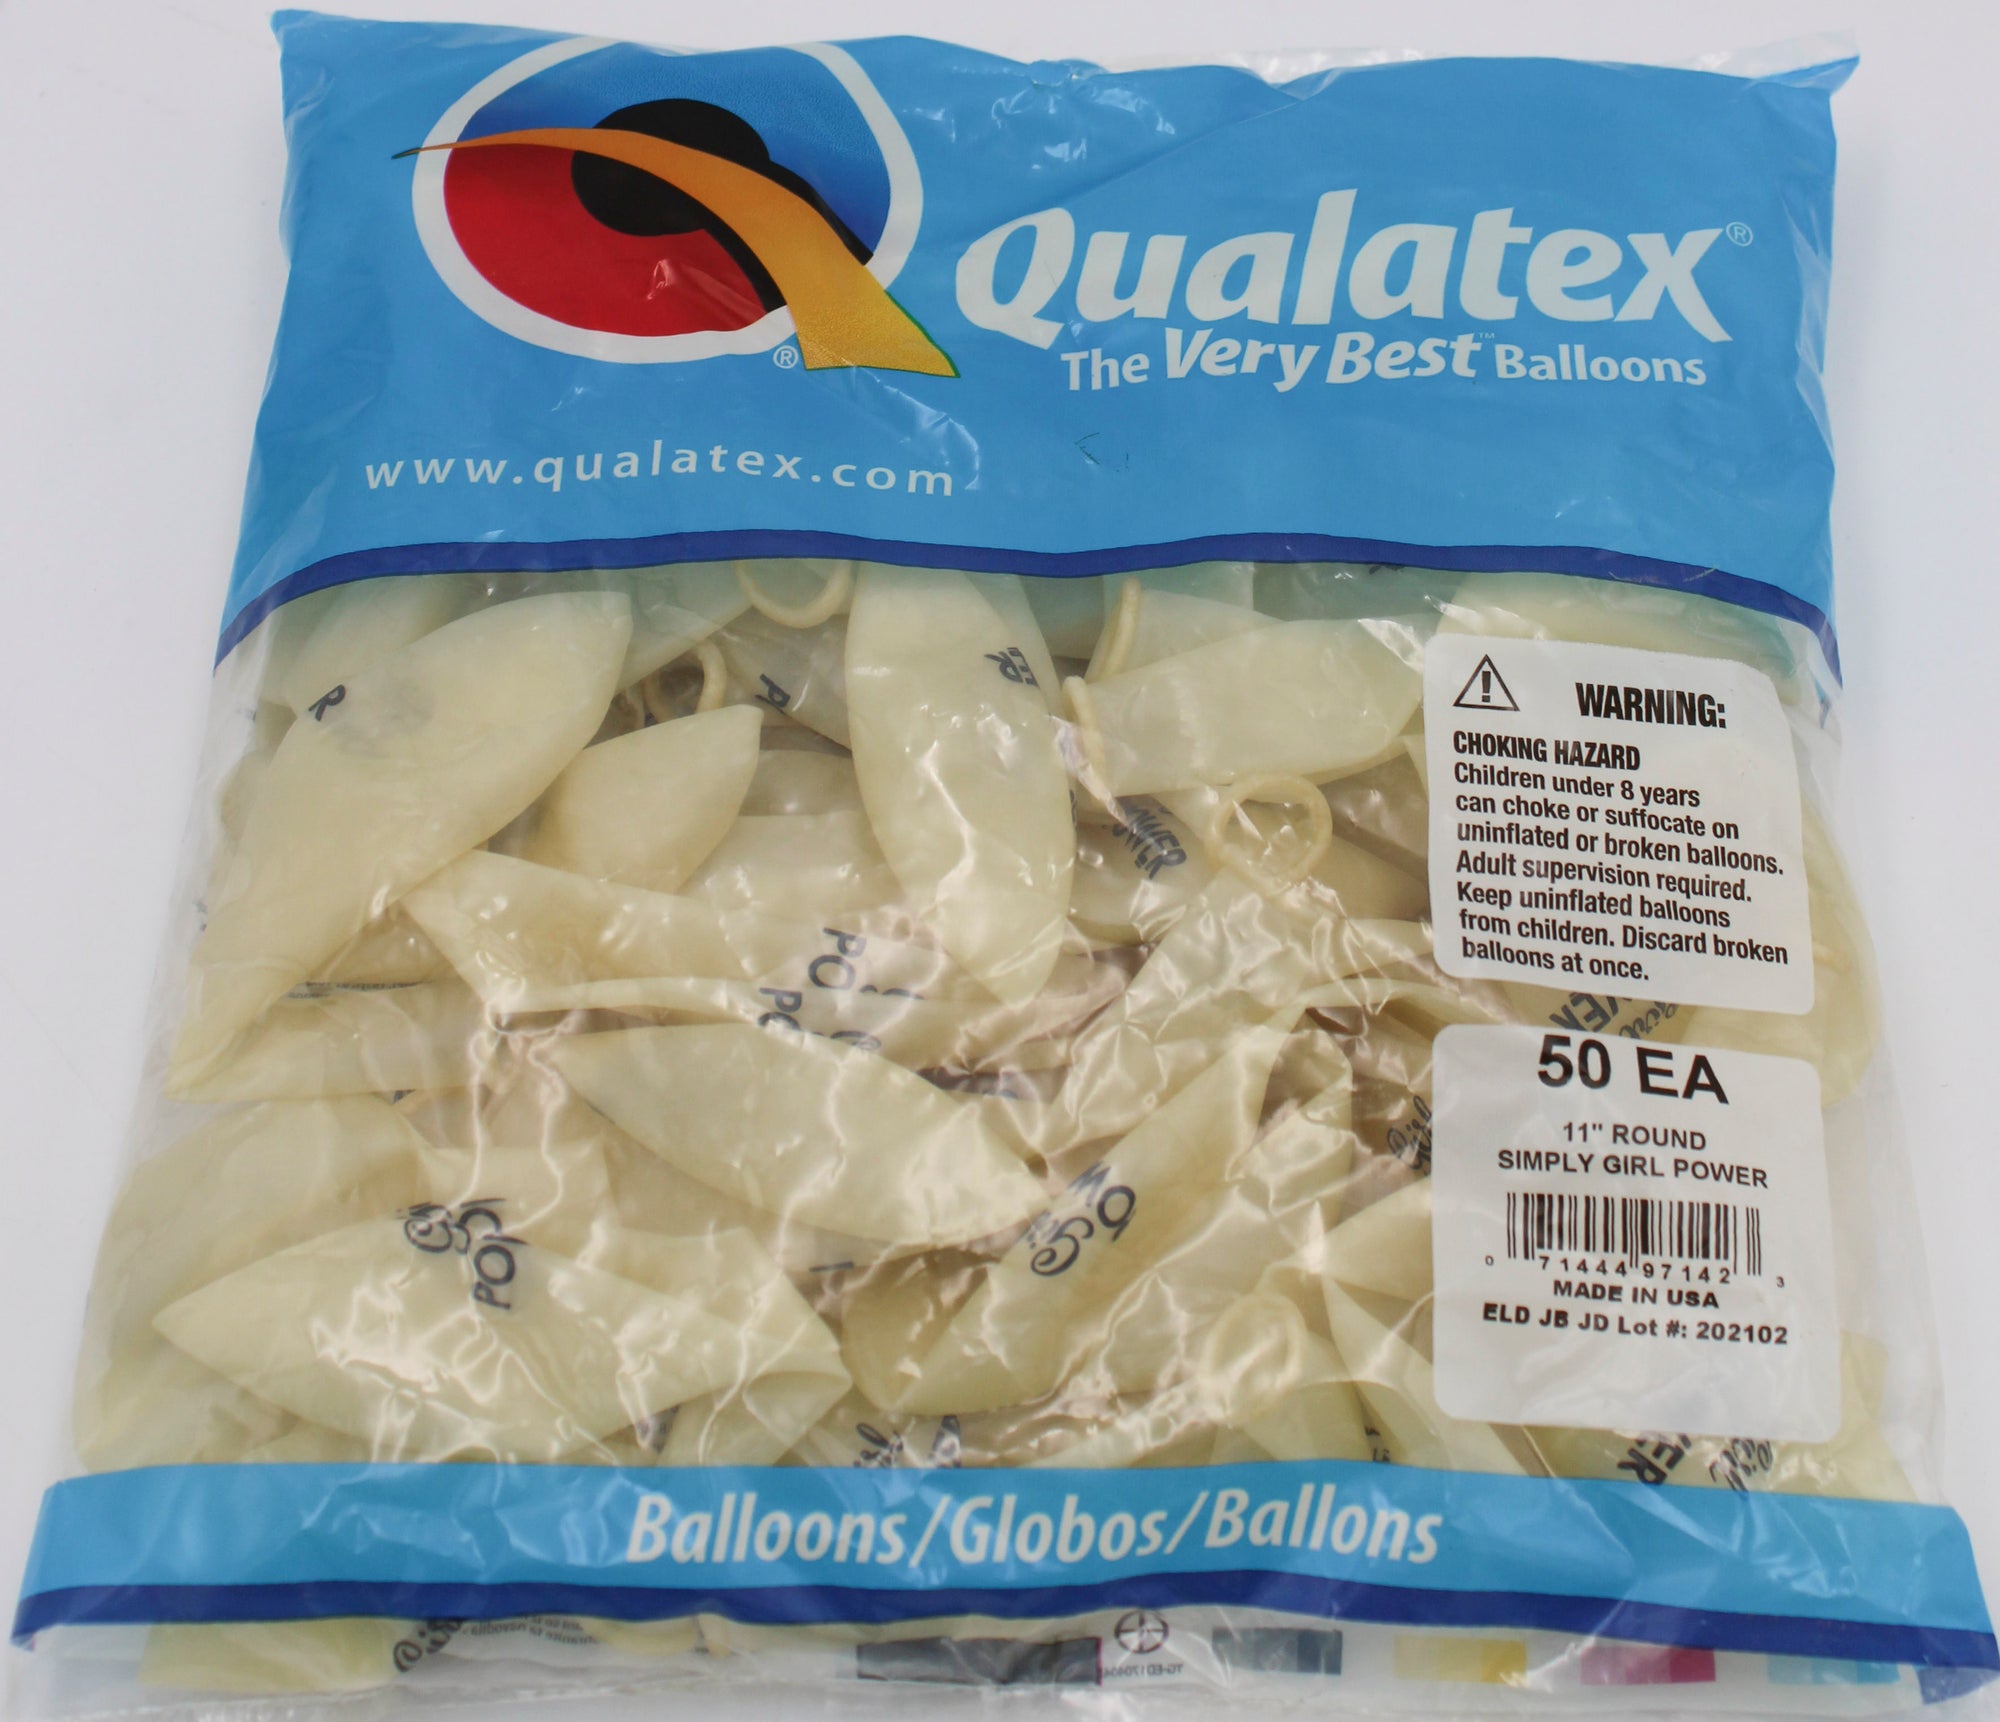 Qualatex®
The Very Best™ Balloons
®
www.qualatex.com
R
WARNING:
CHOKING HAZARD
Children under 8 years
can choke or suffocate on
uninflated or broken balloons.
Adult supervision required.
Keep uninflated balloons
from children. Discard broken
balloons at once.
50 EA
11" ROUND
SIMPLY GIRL POWER
0 71444 97142 3
MADE IN USA
ELD JB JD Lot #: 202102
Girl
Balloons/Globos/Ballons